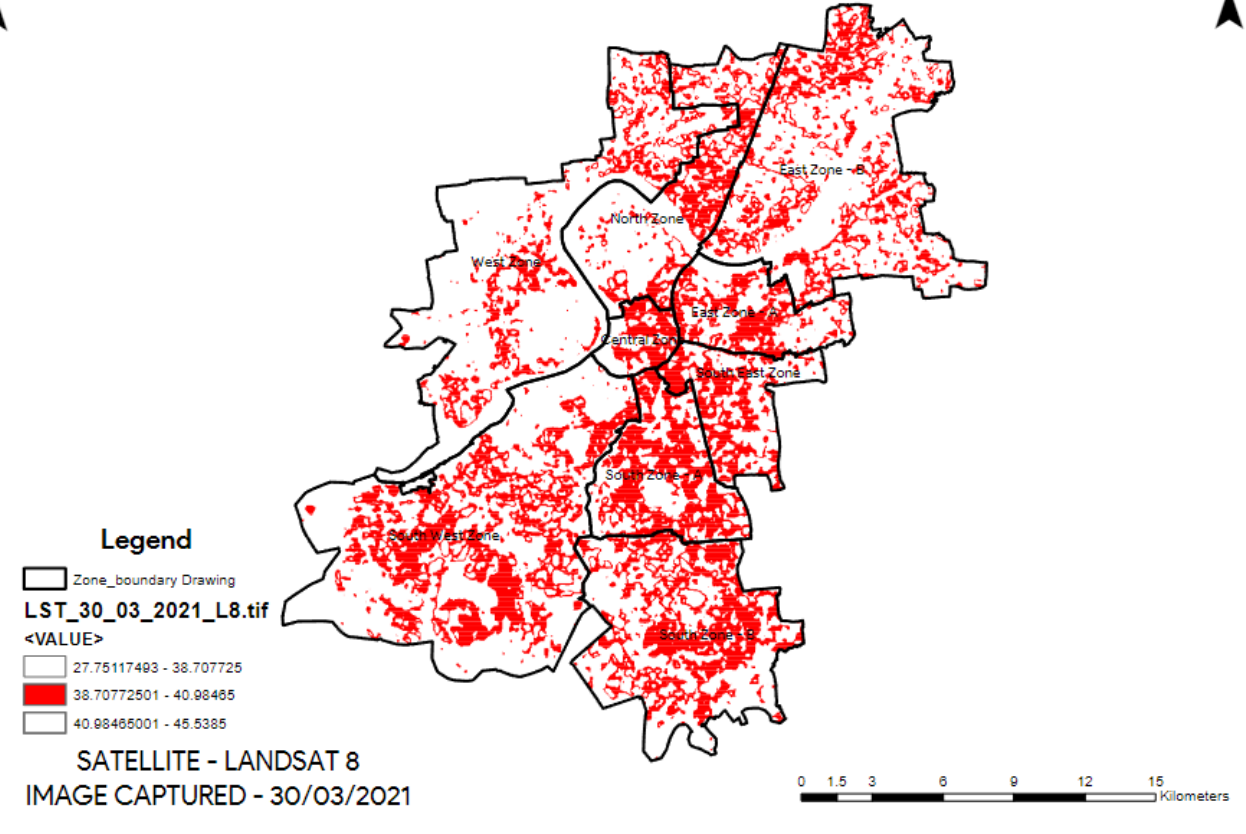 East Zone - B
North Zone
West Zone
East Zone - A
Central Zone
South East Zone
South Zone - A
South West Zone
South Zone - B
Legend
Zone_boundary Drawing
LST_30_03_2021_L8.tif
<VALUE>
27.75117493 - 38.707725
38.70772501 - 40.98465
40.98465001 - 45.5385
SATELLITE - LANDSAT 8
IMAGE CAPTURED - 30/03/2021
0 1.5 3 6 9 12 15
Kilometers